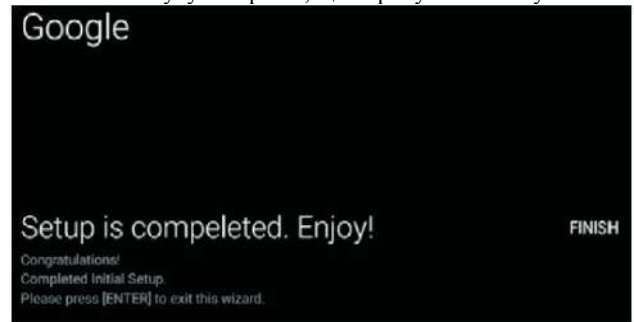 Google
Setup is compeleted. Enjoy!
FINISH
Congratulations!
Completed Initial Setup.
Please press [ENTER] to exit this wizard.